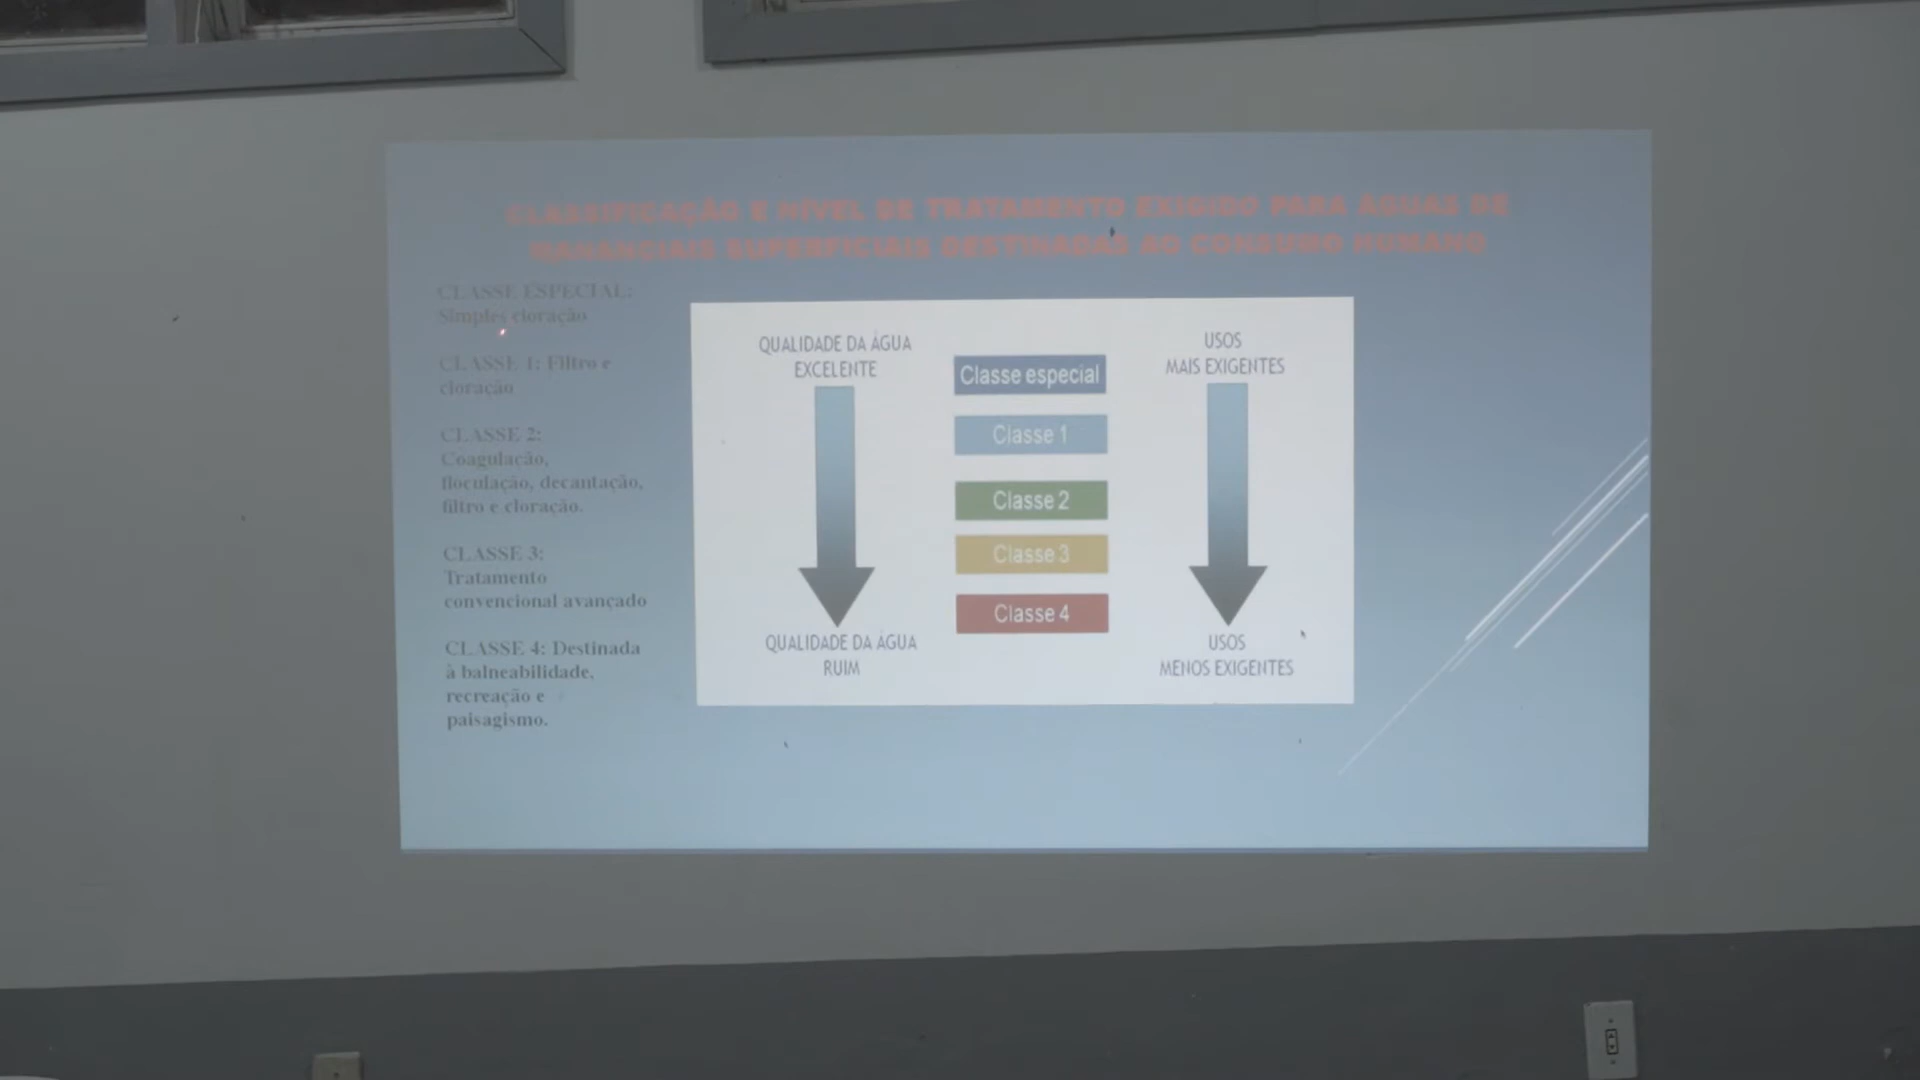 CLASSIFICAÇÃO E NÍVEL DE TRATAMENTO EXIGIDO PARA ÁGUAS DE
MANANCIAIS SUPERFICIAIS DESTINADAS AO CONSUMO HUMANO
CLASSE ESPECIAL:
Simples cloração
CLASSE 1: Filtro e
cloração
CLASSE 2:
Coagulação,
floculação, decantação,
filtro e cloração.
CLASSE 3:
Tratamento
convencional avançado
CLASSE 4: Destinada
à balneabilidade,
recreação e
paisagismo.
QUALIDADE DA ÁGUA
EXCELENTE
QUALIDADE DA ÁGUA
RUIM
Classe especial
Classe 1
Classe 2
Classe 3
Classe 4
USOS
MAIS EXIGENTES
USOS
MENOS EXIGENTES